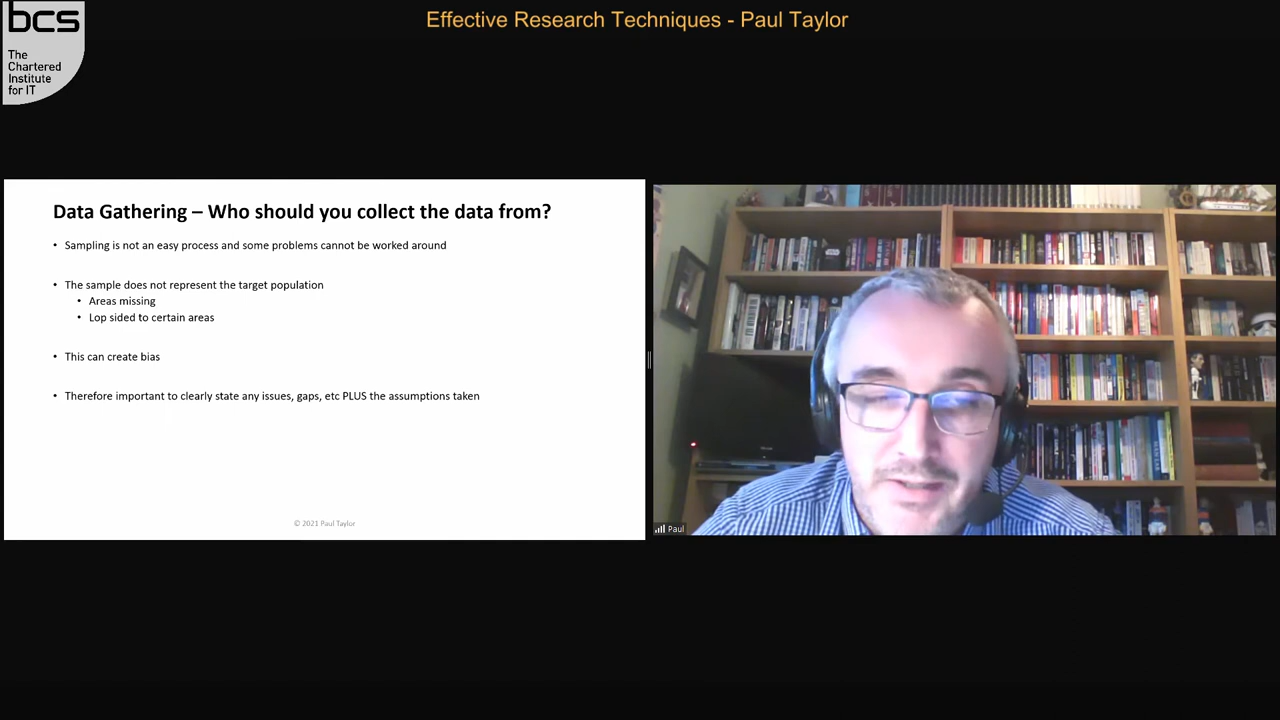 bcs
The
Chartered
Institute
for IT
Effective Research Techniques - Paul Taylor
Data Gathering – Who should you collect the data from?
• Sampling is not an easy process and some problems cannot be worked around
• The sample does not represent the target population
• Areas missing
• Lop sided to certain areas
• This can create bias
• Therefore important to clearly state any issues, gaps, etc PLUS the assumptions taken
© 2021 Paul Taylor
Paul